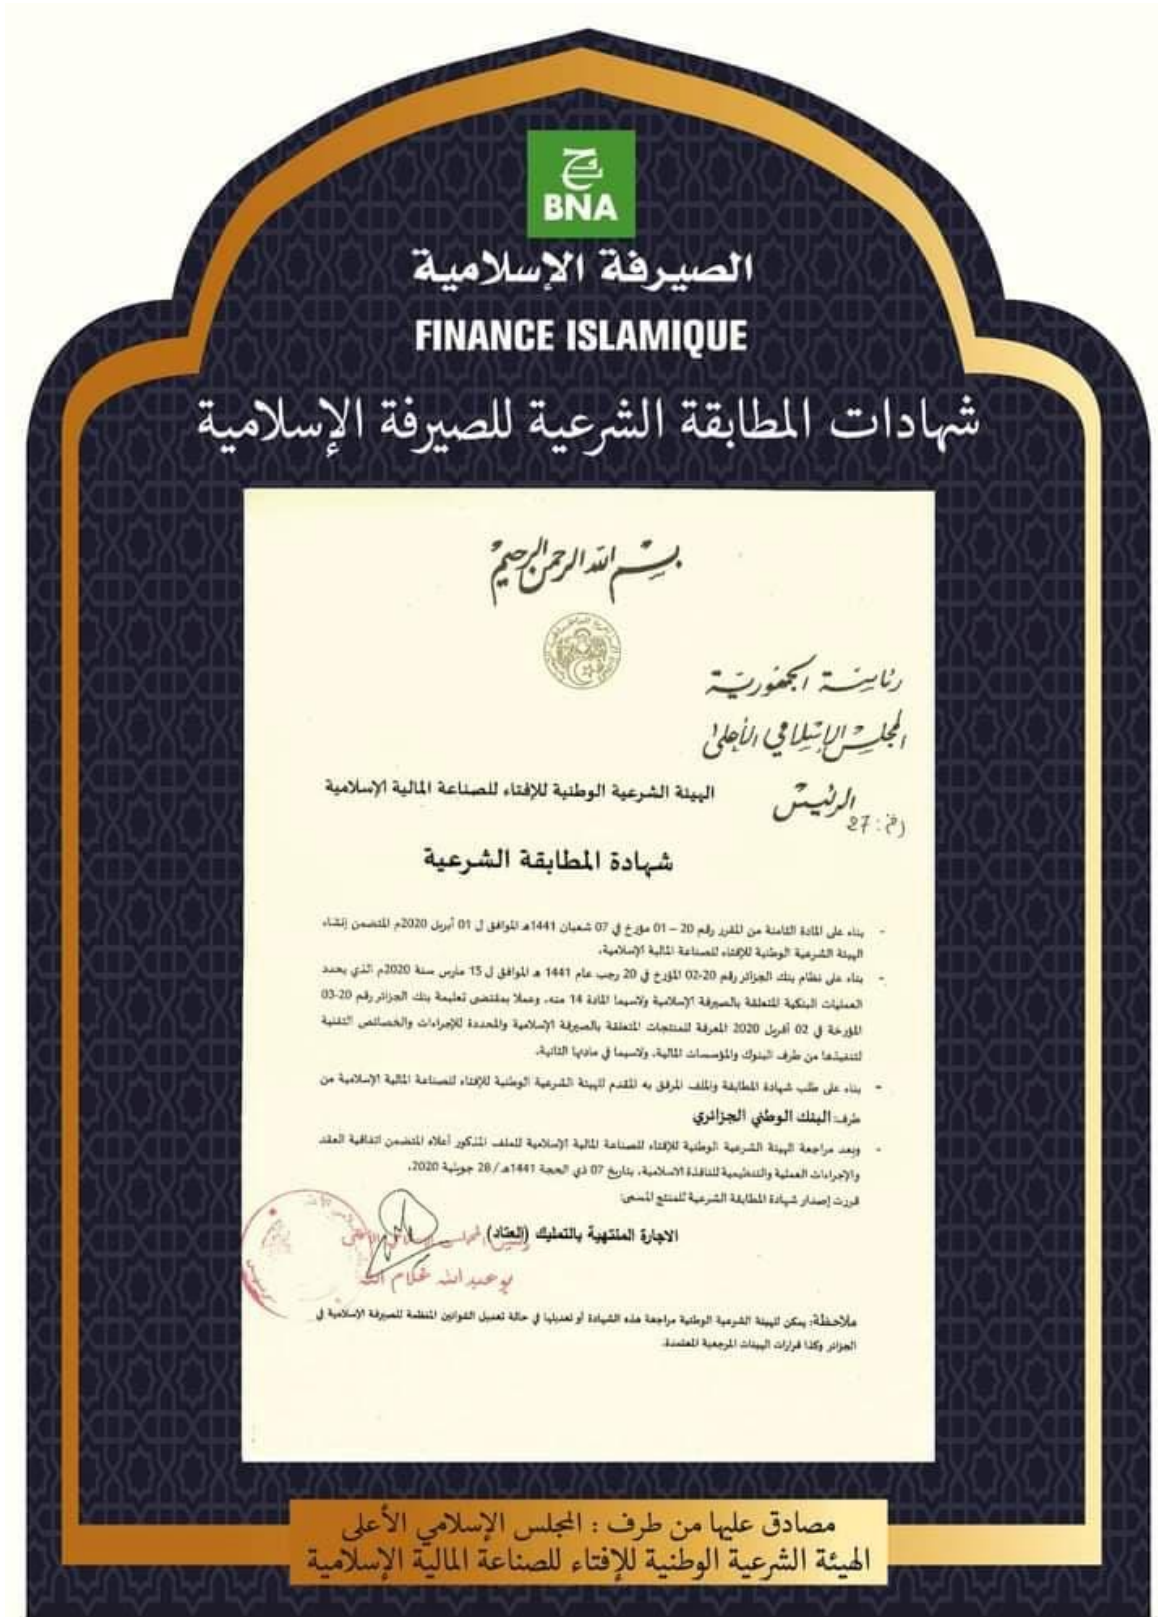 BNA
الصيرفة الإسلامية
FINANCE ISLAMIQUE
شهادات المطابقة الشرعية للصيرفة الإسلامية
بسم الله الرحمن الرحيم
رئاسة الجمهورية
المجلس الإسلامي الأعلى
الرئيس
رقم: 27
الهيئة الشرعية الوطنية للإفتاء للصناعة المالية الإسلامية
شهادة المطابقة الشرعية
- بناء على المادة الثامنة من المقرر رقم 20 – 01 مؤرخ في 07 شعبان 1441هـ الموافق ل 01 أبريل 2020م المتضمن إنشاء
الهيئة الشرعية الوطنية للإفتاء للصناعة المالية الإسلامية.
- بناء على نظام بنك الجزائر رقم 20-02 المؤرخ في 20 رجب عام 1441 هـ الموافق ل 15 مارس سنة 2020م الذي يحدد
العمليات البنكية المتعلقة بالصيرفة الإسلامية ولاسيما المادة 14 منه، وعملا بمقتضى تعليمة بنك الجزائر رقم 20-03
المؤرخة في 02 أفريل 2020 المعرفة للمنتجات المتعلقة بالصيرفة الإسلامية والمحددة للإجراءات والخصائص التقنية
لتنفيذها من طرف البنوك والمؤسسات المالية، ولاسيما في مادتها الثانية.
- بناء على طلب شهادة المطابقة والملف المرفق به المقدم للهيئة الشرعية الوطنية للإفتاء للصناعة المالية الإسلامية من
طرف: البنك الوطني الجزائري
- وبعد مراجعة الهيئة الشرعية الوطنية للإفتاء للصناعة المالية الإسلامية للملف المذكور أعلاه المتضمن اتفاقية العقد
والإجراءات العملية والتنظيمية للنافذة الاسلامية، بتاريخ 07 ذي الحجة 1441هـ/ 28 جويلية 2020.
قررت إصدار شهادة المطابقة الشرعية للمنتج المسمى:
الاجارة المنتهية بالتمليك (العتاد)
رئيس المجلس الإسلامي الأعلى
بوعبد الله غلام الله
ملاحظة: يمكن للهيئة الشرعية الوطنية مراجعة هذه الشهادة أو تعديلها في حالة تعديل القوانين المنظمة للصيرفة الإسلامية في
الجزائر وكذا قرارات الهيئات المرجعية المعتمدة.
مصادق عليها من طرف : المجلس الإسلامي الأعلى
الهيئة الشرعية الوطنية للإفتاء للصناعة المالية الإسلامية